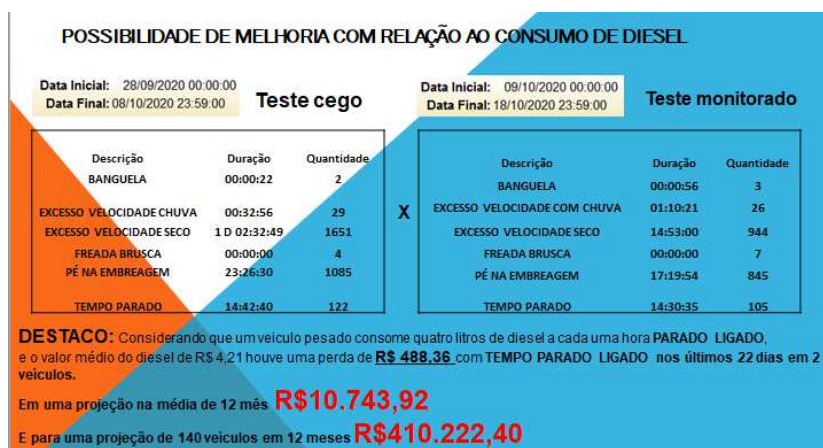 POSSIBILIDADE DE MELHORIA COM RELAÇÃO AO CONSUMO DE DIESEL
Data Inicial: 28/09/2020 00:00:00
Data Final: 08/10/2020 23:59:00
Teste cego
Data Inicial: 09/10/2020 00:00:00
Data Final: 18/10/2020 23:59:00
Teste monitorado
Descrição Duração Quantidade
BANGUELA 00:00:22 2
EXCESSO VELOCIDADE CHUVA 00:32:56 29
EXCESSO VELOCIDADE SECO 1 D 02:32:49 1651
FREADA BRUSCA 00:00:00 4
PÉ NA EMBREAGEM 23:26:30 1085
TEMPO PARADO 14:42:40 122
X
Descrição Duração Quantidade
BANGUELA 00:00:56 3
EXCESSO VELOCIDADE COM CHUVA 01:10:21 26
EXCESSO VELOCIDADE SECO 14:53:00 944
FREADA BRUSCA 00:00:00 7
PÉ NA EMBREAGEM 17:19:54 845
TEMPO PARADO 14:30:35 105
DESTACO: Considerando que um veiculo pesado consome quatro litros de diesel a cada uma hora PARADO LIGADO,
e o valor médio do diesel de R$ 4,21 houve uma perda de R$ 488,36 com TEMPO PARADO LIGADO nos últimos 22 dias em 2
veículos.
Em uma projeção na média de 12 mês R$10.743,92
E para uma projeção de 140 veiculos em 12 meses R$410.222,40